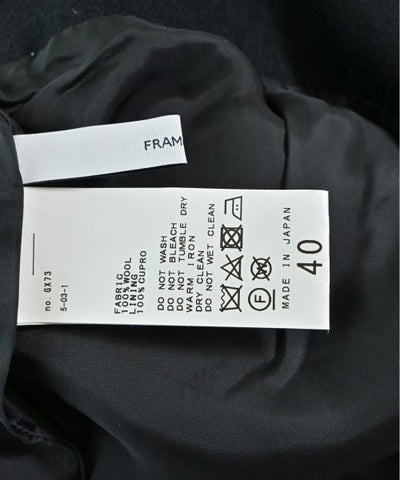 FRAM
no. GX73
5-03-1
FABRIC
100%WOOL
LINING
100%CUPRO
DO NOT WASH
DO NOT BLEACH
DO NOT TUMBLE DRY
WARM IRON
DRY CLEAN
DO NOT WET CLEAN
F
W
MADE IN JAPAN
40